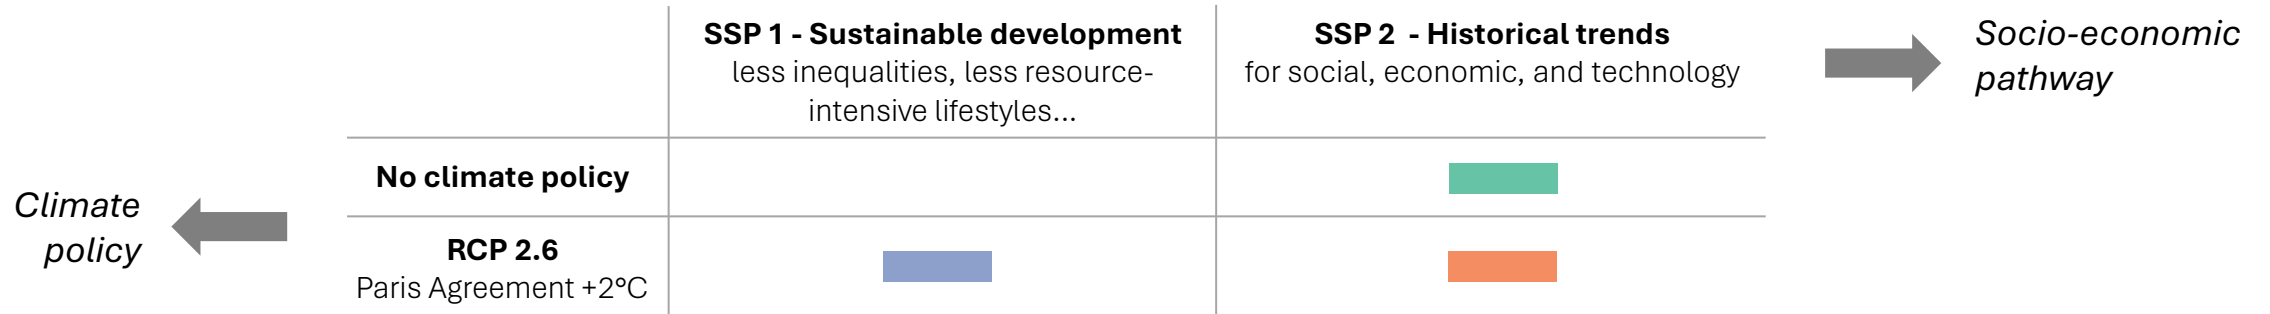 SSP 1 - Sustainable development
less inequalities, less resource-
intensive lifestyles...
SSP 2 - Historical trends
for social, economic, and technology
Socio-economic
pathway
No climate policy
Climate
policy
RCP 2.6
Paris Agreement +2°C